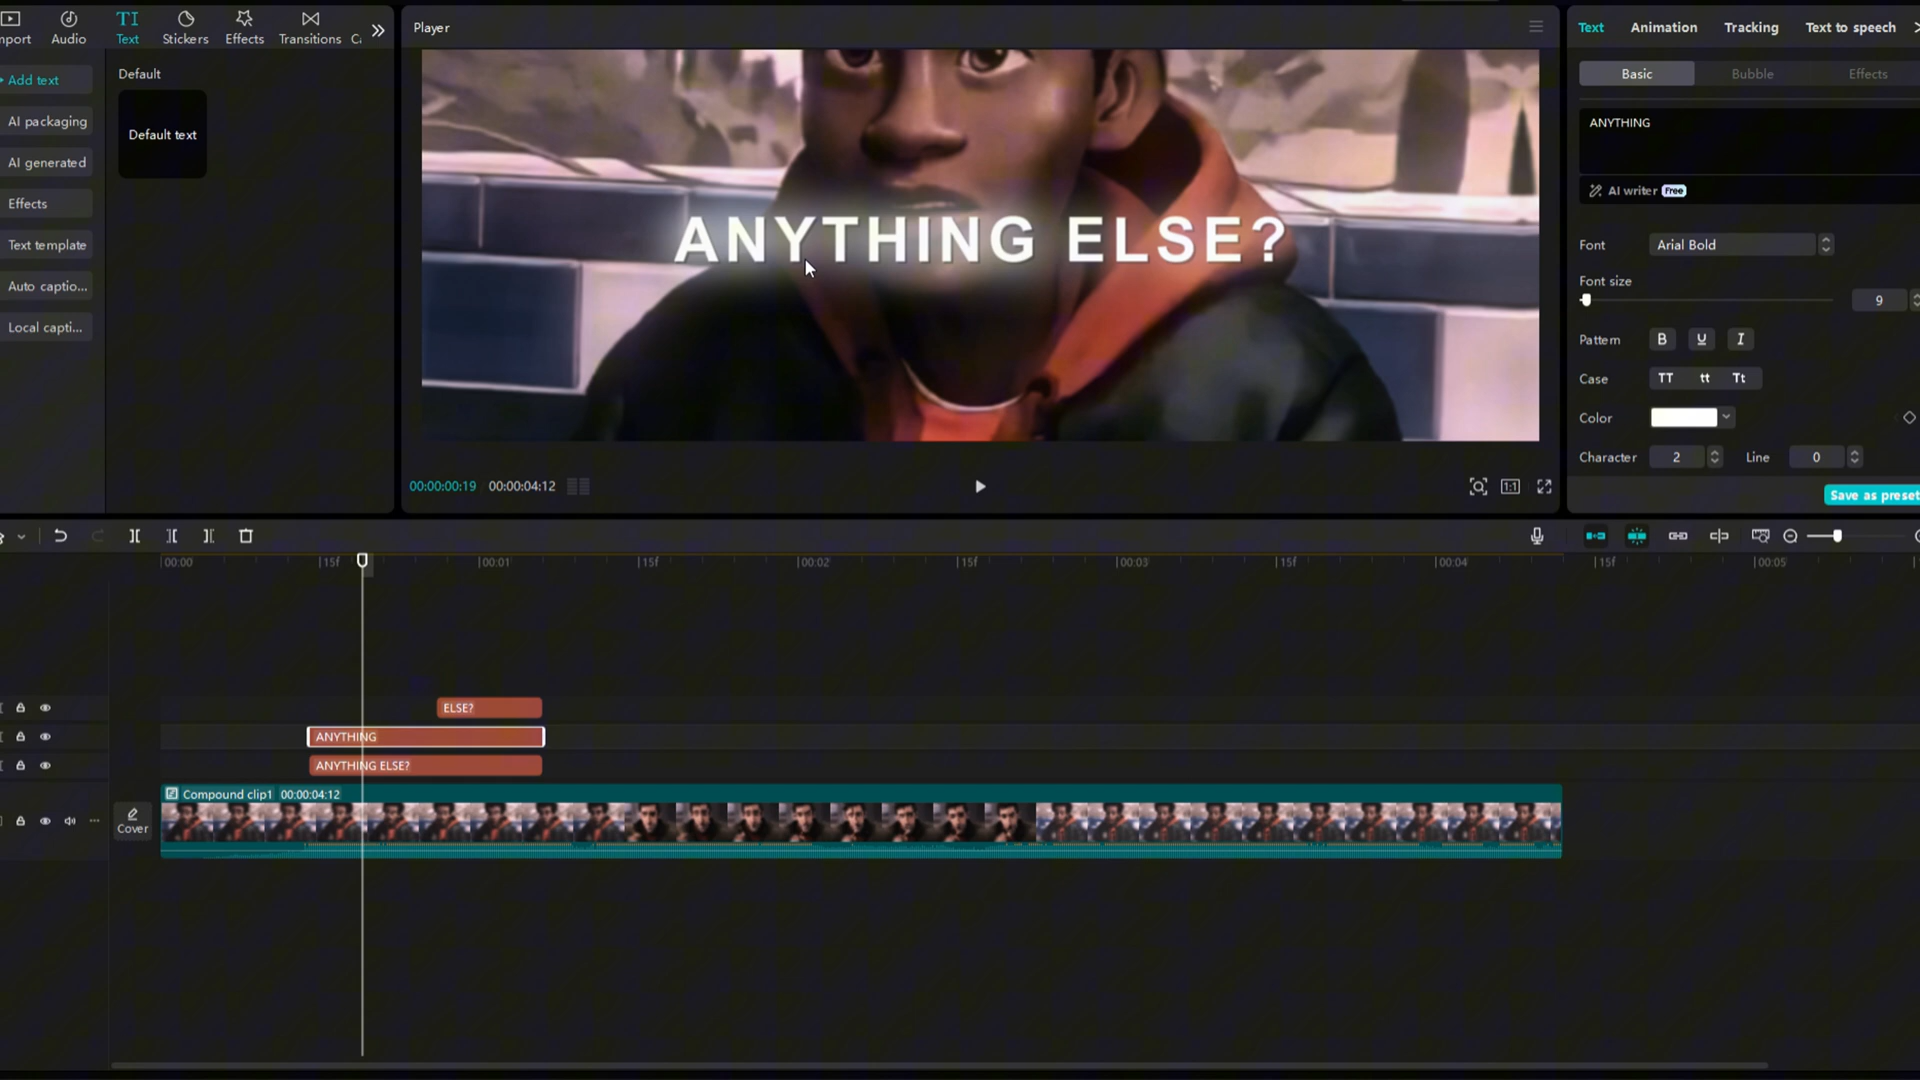 mport
Audio
TI
Text
Stickers
Effects
Transitions
Ca
Add text
AI packaging
AI generated
Effects
Text template
Auto captio...
Local capti...
Default
Default text
Player
ANYTHING ELSE?
00:00:00:19 00:00:04:12
1:1
Text Animation Tracking Text to speech
Basic Bubble Effects
ANYTHING
AI writer Free
Font Arial Bold
Font size
9
Pattern B U I
Case TT tt Tt
Color
Character 2 Line 0
Save as preset
00:00 15f 00:01 15f 00:02 15f 00:03 15f 00:04 15f 00:05
ELSE?
ANYTHING
ANYTHING ELSE?
Compound clip1 00:00:04:12
Cover